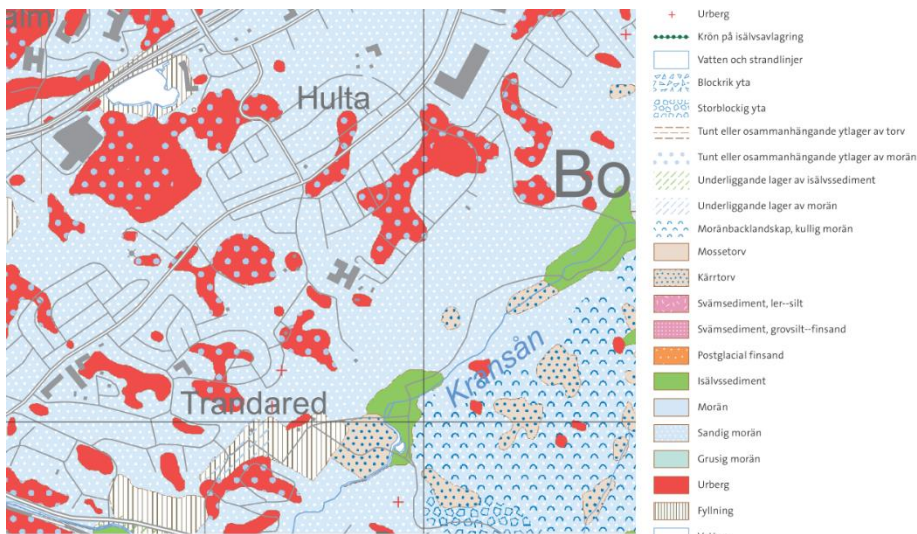 Hulta
Bo
Kransån
Trandared
Urberg
Krön på isälvsavlagring
Vatten och strandlinjer
Blockrik yta
Storblockig yta
Tunt eller osammanhängande ytlager av torv
Tunt eller osammanhängande ytlager av morän
Underliggande lager av isälvssediment
Underliggande lager av morän
Moränbacklandskap, kullig morän
Mossetorv
Kärrtorv
Svämsediment, ler--silt
Svämsediment, grovsilt--finsand
Postglacial finsand
Isälvssediment
Morän
Sandig morän
Grusig morän
Urberg
Fyllning